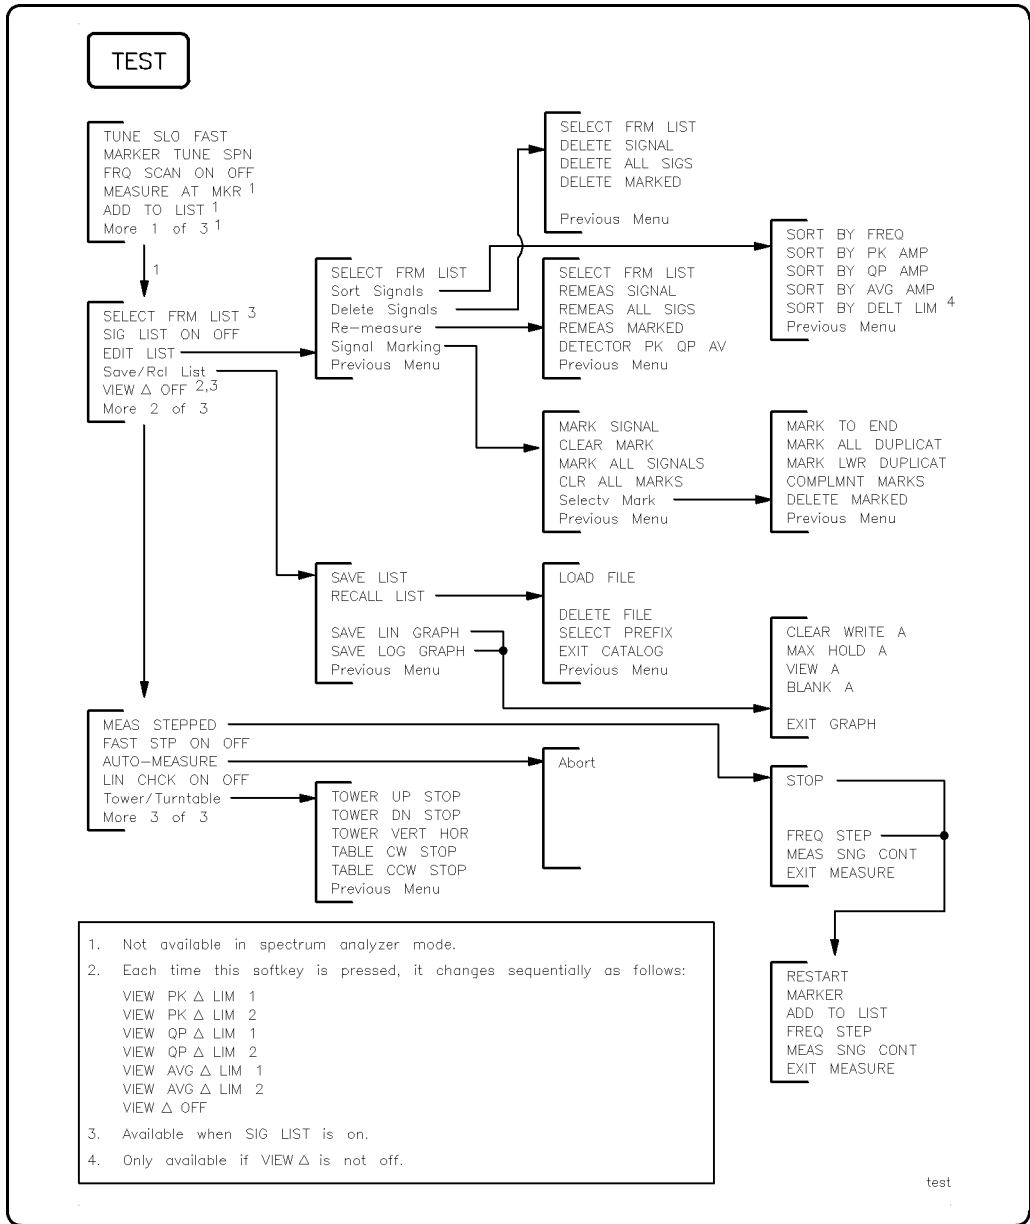 TEST
TUNE SLO FAST
MARKER TUNE SPN
FRQ SCAN ON OFF
MEASURE AT MKR 1
ADD TO LIST 1
More 1 of 3 1
1
SELECT FRM LIST 3
SIG LIST ON OFF
EDIT LIST
Save/Rcl List
VIEW Δ OFF 2,3
More 2 of 3
SELECT FRM LIST
Sort Signals
Delete Signals
Re-measure
Signal Marking
Previous Menu
SELECT FRM LIST
DELETE SIGNAL
DELETE ALL SIGS
DELETE MARKED
Previous Menu
SORT BY FREQ
SORT BY PK AMP
SORT BY QP AMP
SORT BY AVG AMP
SORT BY DELT LIM 4
Previous Menu
SELECT FRM LIST
REMEAS SIGNAL
REMEAS ALL SIGS
REMEAS MARKED
DETECTOR PK QP AV
Previous Menu
MARK SIGNAL
CLEAR MARK
MARK ALL SIGNALS
CLR ALL MARKS
Selectv Mark
Previous Menu
MARK TO END
MARK ALL DUPLICAT
MARK LWR DUPLICAT
COMPLMNT MARKS
DELETE MARKED
Previous Menu
SAVE LIST
RECALL LIST
SAVE LIN GRAPH
SAVE LOG GRAPH
Previous Menu
LOAD FILE
DELETE FILE
SELECT PREFIX
EXIT CATALOG
Previous Menu
CLEAR WRITE A
MAX HOLD A
VIEW A
BLANK A
EXIT GRAPH
MEAS STEPPED
FAST STP ON OFF
AUTO-MEASURE
LIN CHCK ON OFF
Tower/Turntable
More 3 of 3
TOWER UP STOP
TOWER DN STOP
TOWER VERT HOR
TABLE CW STOP
TABLE CCW STOP
Previous Menu
Abort
STOP
FREQ STEP
MEAS SNG CONT
EXIT MEASURE
RESTART
MARKER
ADD TO LIST
FREQ STEP
MEAS SNG CONT
EXIT MEASURE
1. Not available in spectrum analyzer mode.
2. Each time this softkey is pressed, it changes sequentially as follows:
VIEW PK Δ LIM 1
VIEW PK Δ LIM 2
VIEW QP Δ LIM 1
VIEW QP Δ LIM 2
VIEW AVG Δ LIM 1
VIEW AVG Δ LIM 2
VIEW Δ OFF
3. Available when SIG LIST is on.
4. Only available if VIEW Δ is not off.
test